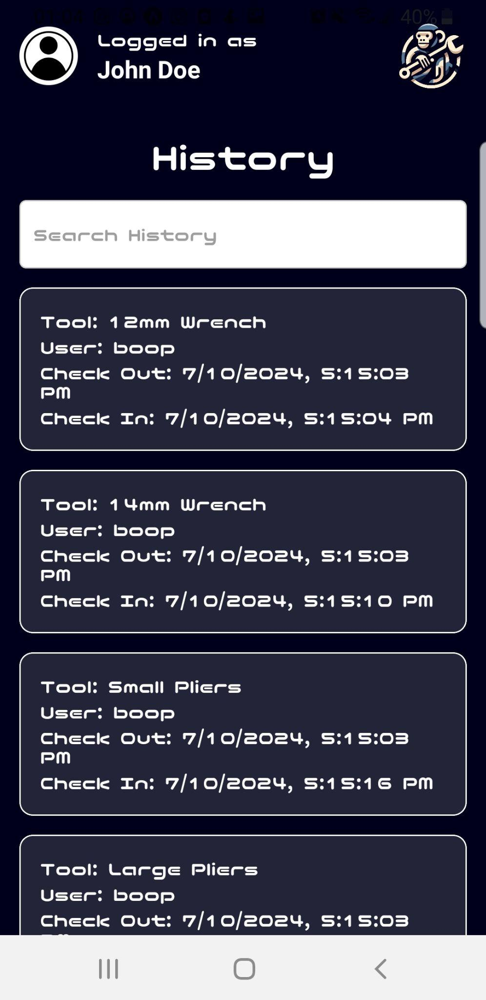 01:04 40%
Logged in as
John Doe
History
Search History
Tool: 12mm Wrench
User: boop
Check Out: 7/10/2024, 5:15:03
PM
Check In: 7/10/2024, 5:15:04 PM
Tool: 14mm Wrench
User: boop
Check Out: 7/10/2024, 5:15:03
PM
Check In: 7/10/2024, 5:15:10 PM
Tool: Small Pliers
User: boop
Check Out: 7/10/2024, 5:15:03
PM
Check In: 7/10/2024, 5:15:16 PM
Tool: Large Pliers
User: boop
Check Out: 7/10/2024, 5:15:03